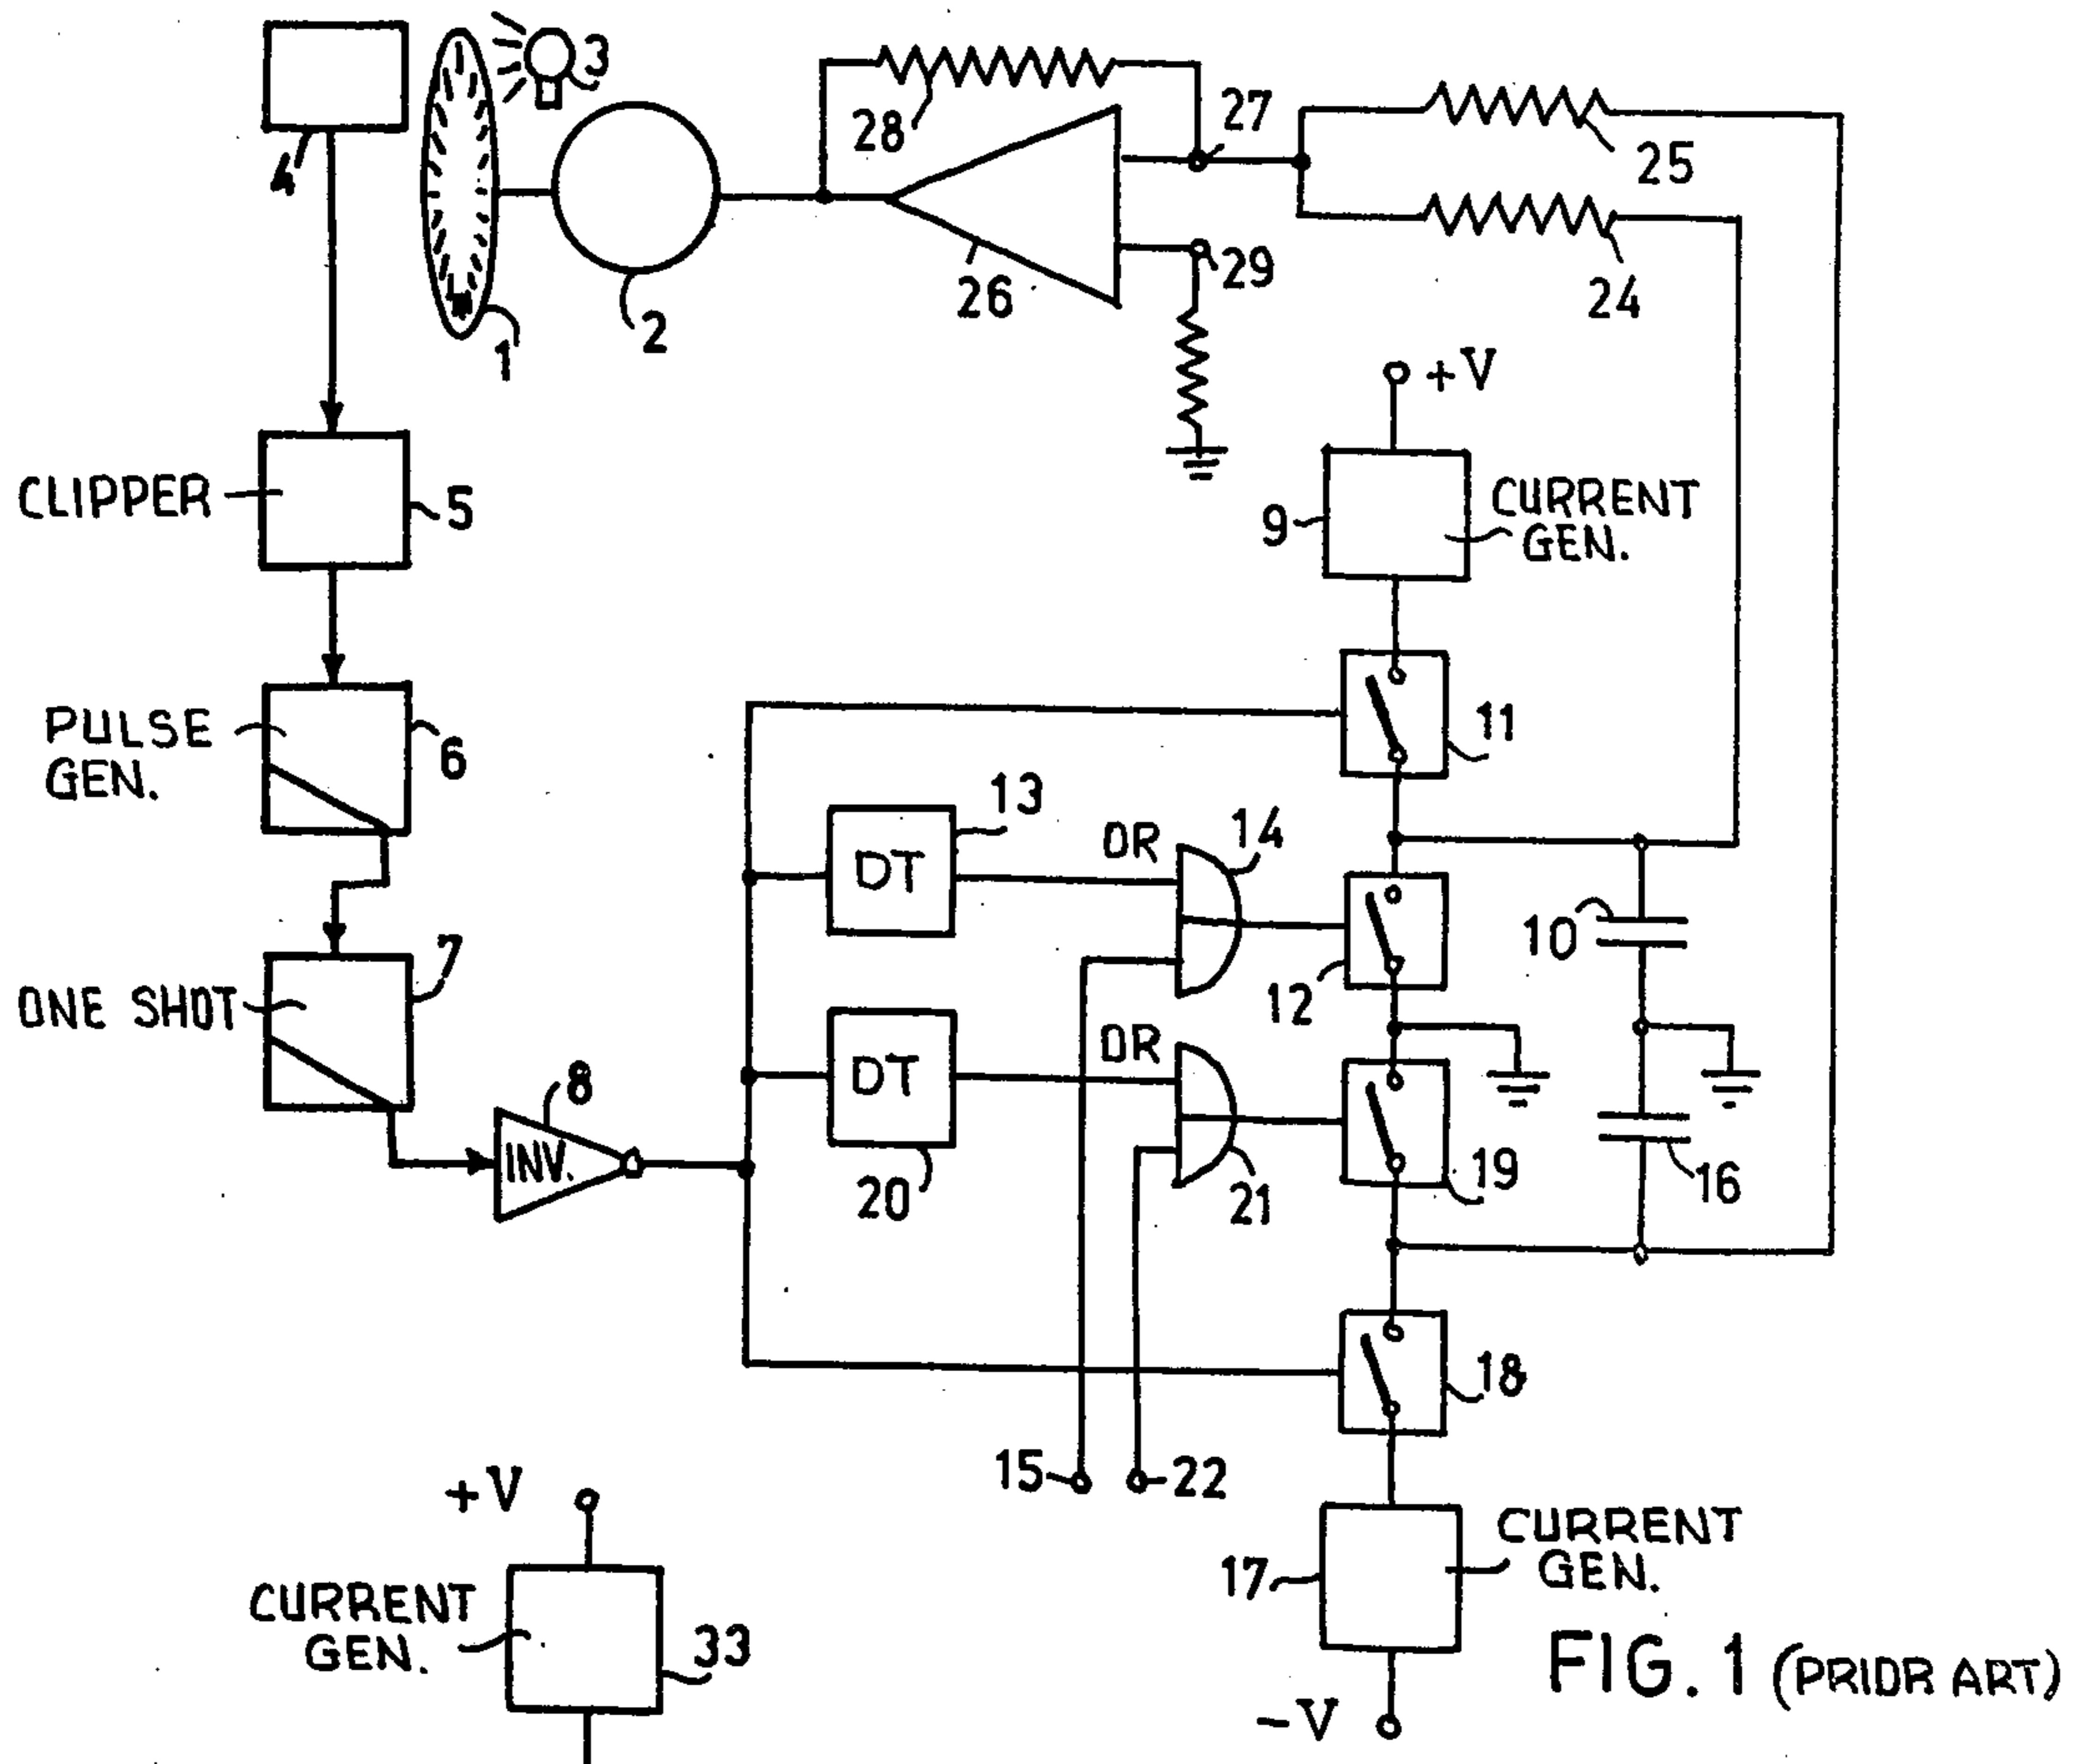 3
4
1
2
28
26
27
29
25
24
+V
CLIPPER
5
9
CURRENT
GEN.
PULSE
GEN.
6
11
13
DT
OR
14
10
12
ONE SHOT
7
8
INV.
DT
20
OR
21
19
16
18
15
22
+V
CURRENT
GEN.
33
17
CURRENT
GEN.
-V
FIG. 1 (PRIOR ART)